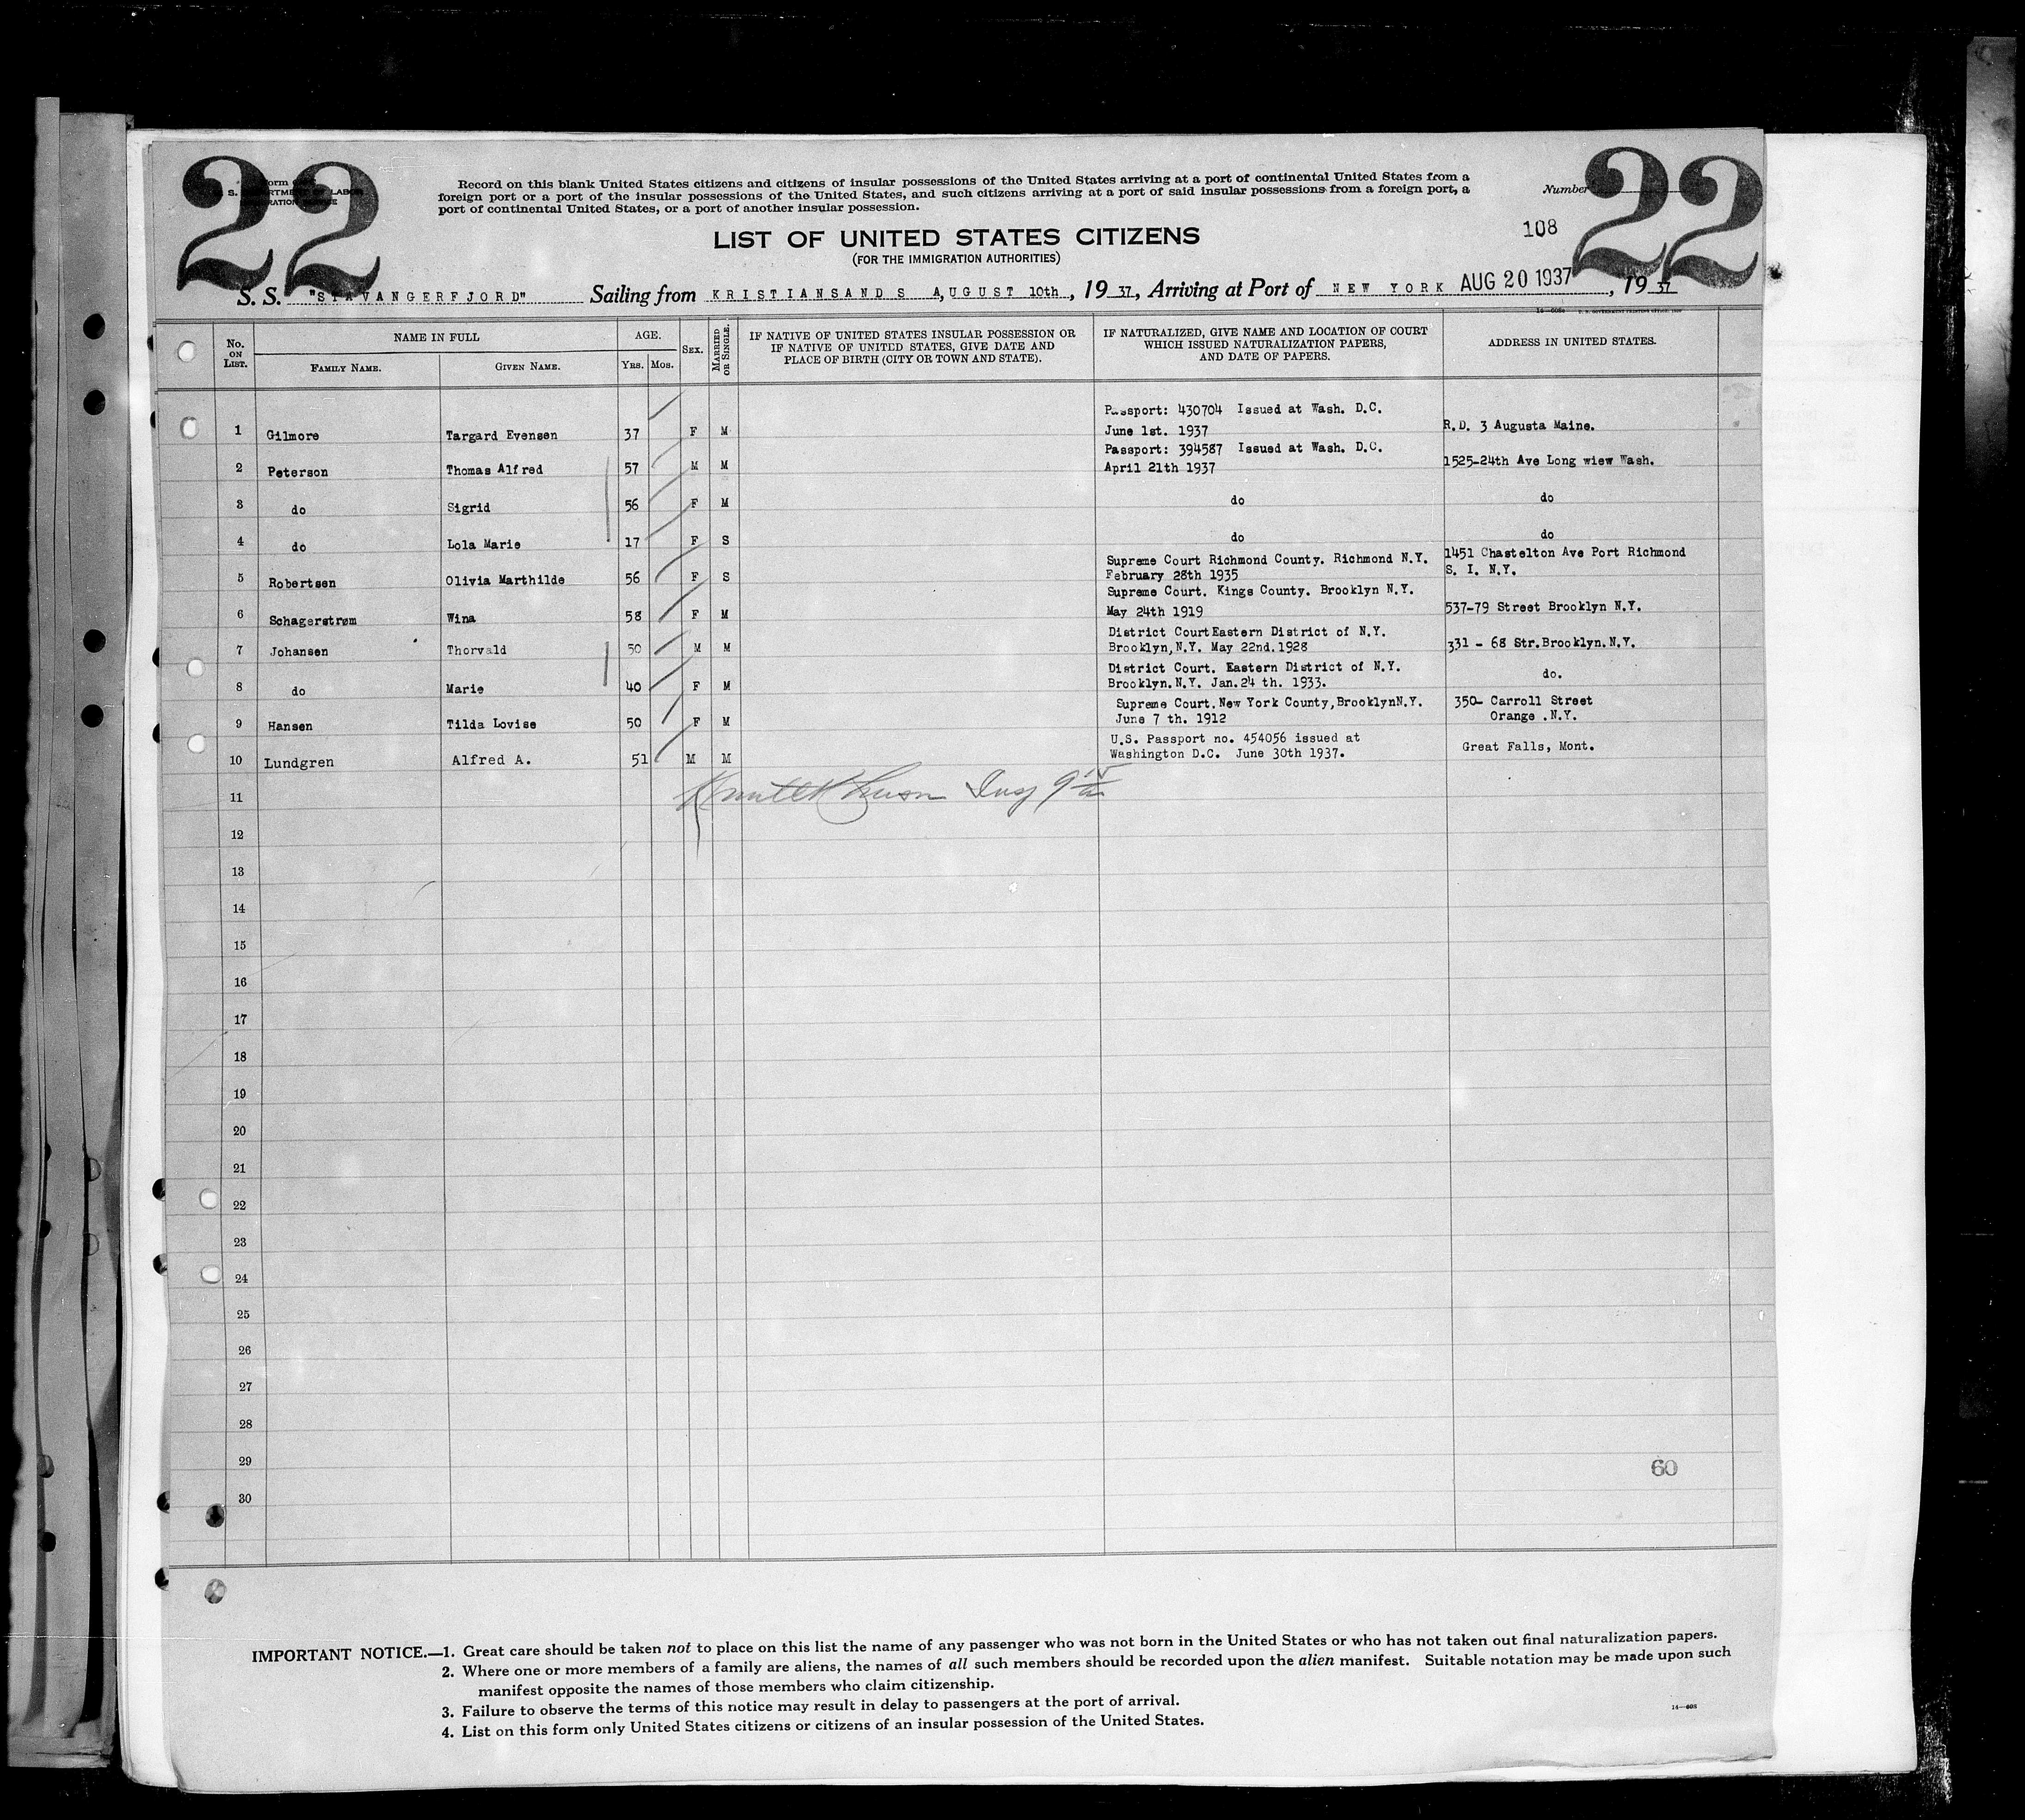 22
22
Form
S. DEPARTMENT OF LABOR
IMMIGRATION SERVICE
Record on this blank United States citizens and citizens of insular possessions of the United States arriving at a port of continental United States from a
foreign port or a port of the insular possessions of the United States, and such citizens arriving at a port of said insular possessions from a foreign port, a
port of continental United States, or a port of another insular possession.
Number
108
LIST OF UNITED STATES CITIZENS
(FOR THE IMMIGRATION AUTHORITIES)
S. S. "STAVANGERFJORD" Sailing from KRISTIANSAND S AUGUST 10th, 1937, Arriving at Port of NEW YORK AUG 20 1937, 1937
No. ON LIST. NAME IN FULL AGE. SEX. MARRIED OR SINGLE. IF NATIVE OF UNITED STATES INSULAR POSSESSION OR IF NATIVE OF UNITED STATES, GIVE DATE AND PLACE OF BIRTH (CITY OR TOWN AND STATE). IF NATURALIZED, GIVE NAME AND LOCATION OF COURT WHICH ISSUED NATURALIZATION PAPERS, AND DATE OF PAPERS. ADDRESS IN UNITED STATES.
FAMILY NAME. GIVEN NAME. YRS. MOS.
Passport: 430704 Issued at Wash. D.C.
1 Gilmore Targard Evensen 37 F M June 1st. 1937 R.D. 3 Augusta Maine.
Passport: 394587 Issued at Wash. D.C.
2 Peterson Thomas Alfred 57 M M April 21th 1937 1525-24th Ave Long wiew Wash.
3 do Sigrid 56 F M do do
4 do Lola Marie 17 F S do do
Supreme Court Richmond County. Richmond N.Y. 1451 Chastelton Ave Port Richmond
5 Robertsen Olivia Marthilde 56 F S February 28th 1935 S. I. N.Y.
Supreme Court. Kings County. Brooklyn N.Y.
6 Schagerstrøm Wina 58 F M May 24th 1919 537-79 Street Brooklyn N.Y.
District Court Eastern District of N.Y.
7 Johansen Thorvald 50 M M Brooklyn, N.Y. May 22nd. 1928 331 - 68 Str. Brooklyn. N.Y.
District Court. Eastern District of N.Y.
8 do Marie 40 F M Brooklyn. N.Y. Jan. 24 th. 1933. do.
Supreme Court. New York County, Brooklyn N.Y. 350- Carroll Street
9 Hansen Tilda Lovise 50 F M June 7 th. 1912 Orange . N.Y.
U.S. Passport no. 454056 issued at
10 Lundgren Alfred A. 51 M M Washington D.C. June 30th 1937. Great Falls, Mont.
11
12
13
14
15
16
17
18
19
20
21
22
23
24
25
26
27
28
29 60
30
IMPORTANT NOTICE.—1. Great care should be taken not to place on this list the name of any passenger who was not born in the United States or who has not taken out final naturalization papers.
2. Where one or more members of a family are aliens, the names of all such members should be recorded upon the alien manifest. Suitable notation may be made upon such
manifest opposite the names of those members who claim citizenship.
3. Failure to observe the terms of this notice may result in delay to passengers at the port of arrival.
4. List on this form only United States citizens or citizens of an insular possession of the United States.
14—608